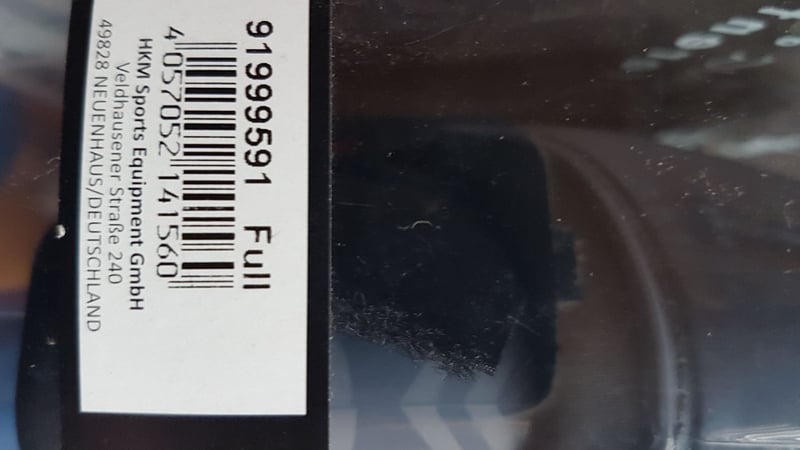 91999591 Full
4 057052 141560
HKM Sports Equipment GmbH
Veldhausener Straße 240
49828 NEUENHAUS/DEUTSCHLAND